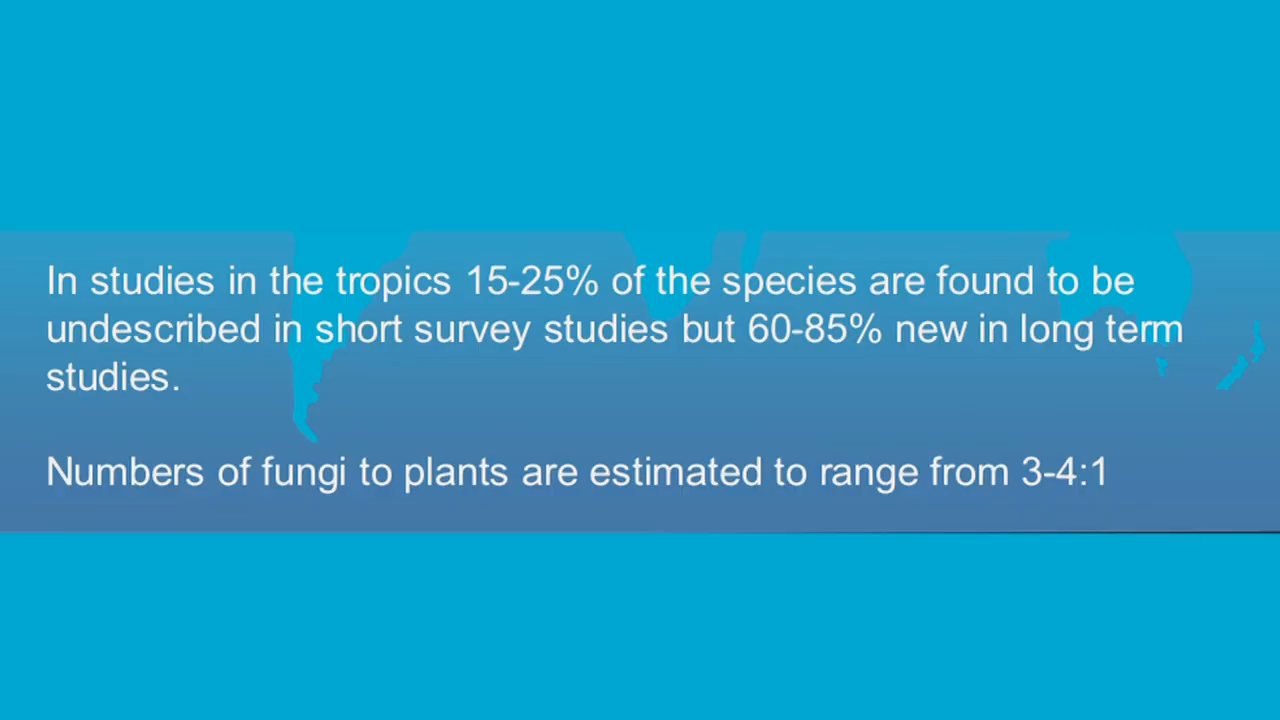 In studies in the tropics 15-25% of the species are found to be
undescribed in short survey studies but 60-85% new in long term
studies.
Numbers of fungi to plants are estimated to range from 3-4:1